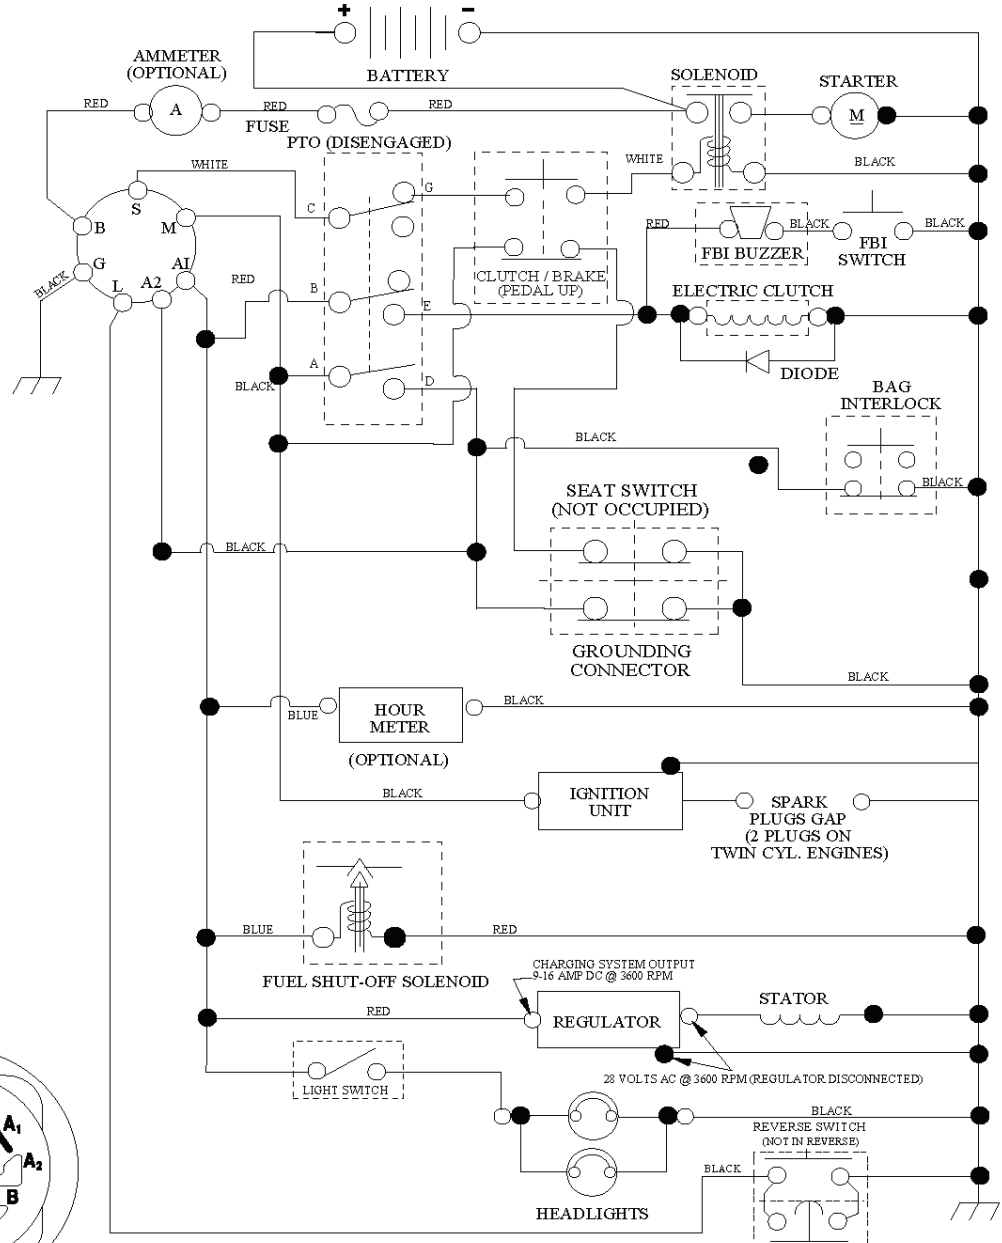 + −
BATTERY
AMMETER
(OPTIONAL)
SOLENOID
STARTER
RED
A
RED
RED
M
FUSE
PTO (DISENGAGED)
WHITE
WHITE
BLACK
G
C
S
B
M
RED
BLACK
BLACK
FBI BUZZER
FBI
SWITCH
G
L
A2
A1
BLACK
RED
B
CLUTCH / BRAKE
(PEDAL UP)
ELECTRIC CLUTCH
E
A
BLACK
D
DIODE
BAG
INTERLOCK
BLACK
BLACK
SEAT SWITCH
(NOT OCCUPIED)
BLACK
GROUNDING
CONNECTOR
BLACK
BLUE
HOUR
METER
BLACK
(OPTIONAL)
BLACK
IGNITION
UNIT
SPARK
PLUGS GAP
(2 PLUGS ON
TWIN CYL. ENGINES)
BLUE
RED
FUEL SHUT-OFF SOLENOID
CHARGING SYSTEM OUTPUT
9-16 AMP DC @ 3600 RPM
RED
REGULATOR
STATOR
28 VOLTS AC @ 3600 RPM (REGULATOR DISCONNECTED)
LIGHT SWITCH
BLACK
REVERSE SWITCH
(NOT IN REVERSE)
A1
A2
B
BLACK
HEADLIGHTS